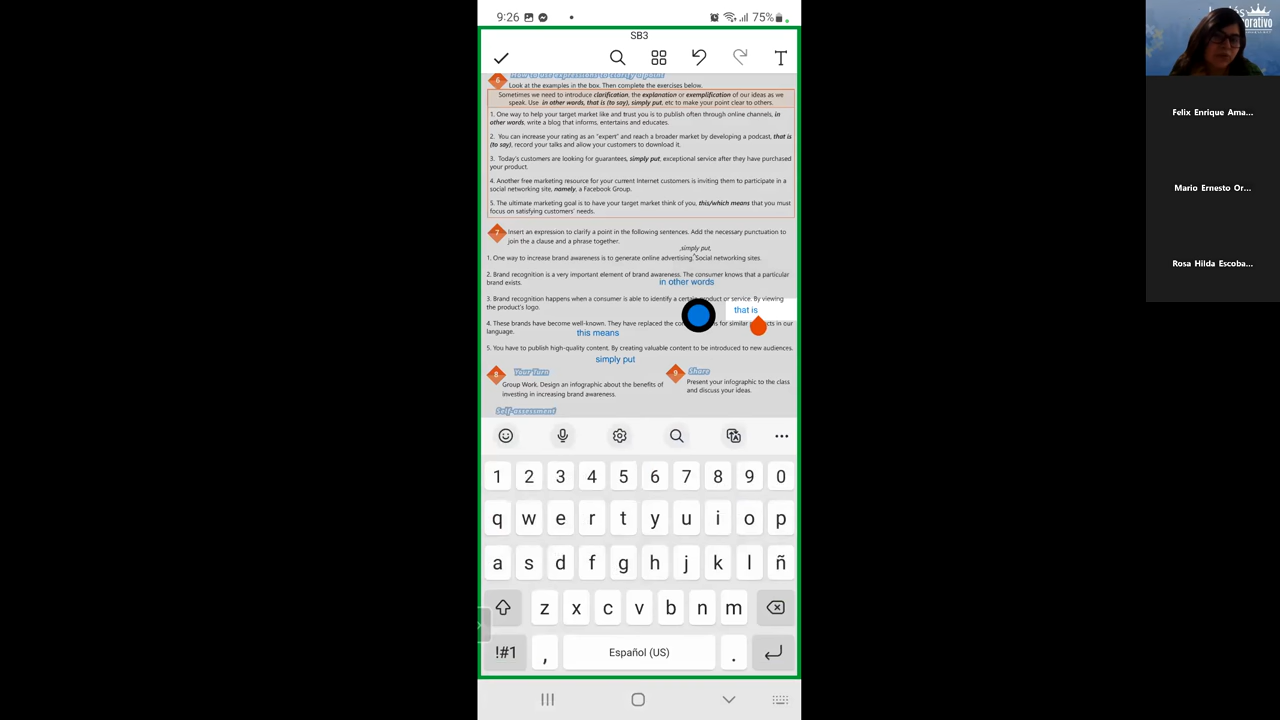 9:26
75%
SB3
T
6 How to use expressions to clarify a point
Look at the examples in the box. Then complete the exercises below.
Sometimes we need to introduce clarification, the explanation or exemplification of our ideas as we
speak. Use in other words, that is (to say), simply put, etc to make your point clear to others.
1. One way to help your target market like and trust you is to publish often through online channels, in
other words, write a blog that informs, entertains and educates.
2. You can increase your rating as an "expert" and reach a broader market by developing a podcast, that is
(to say), record your talks and allow your customers to download it.
3. Today's customers are looking for guarantees, simply put, exceptional service after they have purchased
your product.
4. Another free marketing resource for your current Internet customers is inviting them to participate in a
social networking site, namely, a Facebook Group.
5. The ultimate marketing goal is to have your target market think of you, this/which means that you must
focus on satisfying customers' needs.
7 Insert an expression to clarify a point in the following sentences. Add the necessary punctuation to
join the a clause and a phrase together.
,simply put,
1. One way to increase brand awareness is to generate online advertising.^Social networking sites.
2. Brand recognition is a very important element of brand awareness. The consumer knows that a particular
brand exists.
in other words
3. Brand recognition happens when a consumer is able to identify a certain product or service. By viewing
the product's logo.
that is
4. These brands have become well-known. They have replaced the for similar in our
language.
this means
5. You have to publish high-quality content. By creating valuable content to be introduced to new audiences.
simply put
8 Your Turn
Group Work. Design an infographic about the benefits of
investing in increasing brand awareness.
9 Share
Present your infographic to the class
and discuss your ideas.
Self-assessment
1 2 3 4 5 6 7 8 9 0
q w e r t y u i o p
a s d f g h j k l ñ
z x c v b n m
!#1 , Español (US) .
Felix Enrique Ama...
Mario Ernesto Or...
Rosa Hilda Escoba...